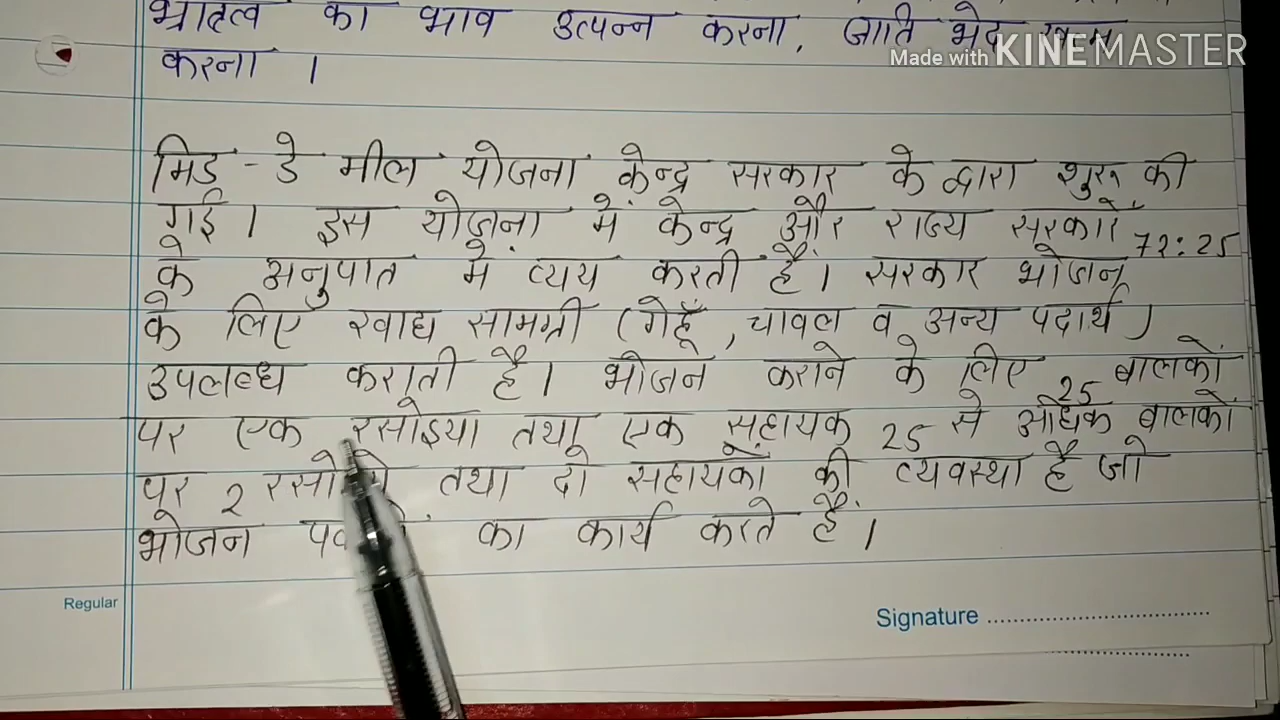 भ्रातृत्व का भाव उत्पन्न करना, जाति भेद खत्म
करना ।
Made with KINEMASTER
मिड - डे मील योजना केन्द्र सरकार के द्वारा शुरू की
गई । इस योजना में केन्द्र और राज्य सरकारें 72:25
के अनुपात में व्यय करती हैं । सरकार भोजन
के लिए खाद्य सामग्री (गेहूँ , चावल व अन्य पदार्थ)
उपलब्ध कराती है । भोजन कराने के लिए 25 बालकों
पर एक रसोइया तथा एक सहायक 25 से अधिक बालकों
पर 2 तथा दो सहायकों की व्यवस्था है जो
भोजन का कार्य करते हैं ।
Regular
Signature